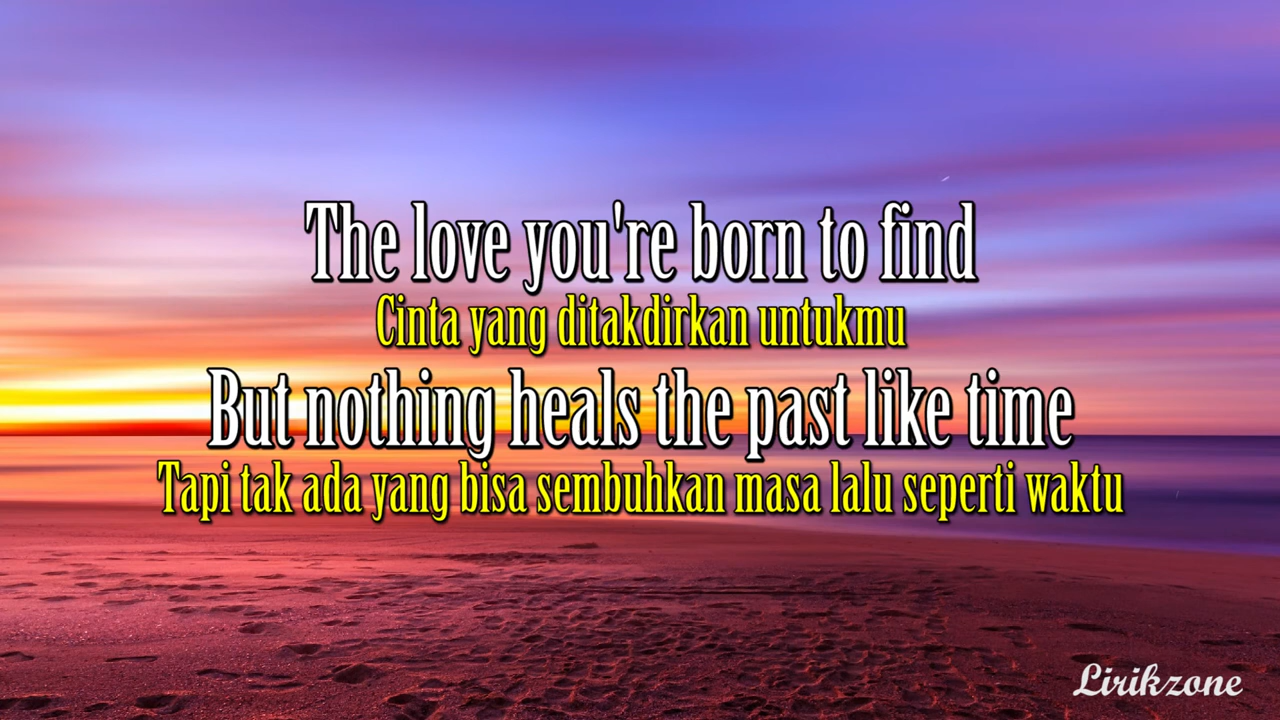 The love you're born to find
Cinta yang ditakdirkan untukmu
But nothing heals the past like time
Tapi tak ada yang bisa sembuhkan masa lalu seperti waktu
Lirikzone